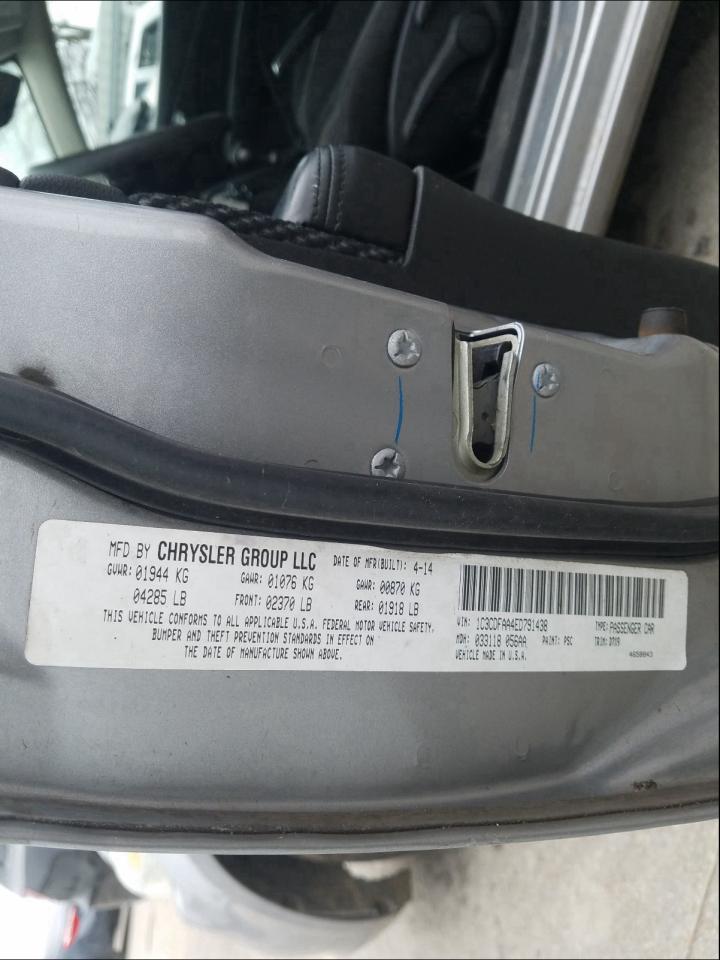 MFD BY CHRYSLER GROUP LLC
DATE OF MFR(BUILT): 4-14
GVWR: 01944 KG
GAWR: 01076 KG
GAWR: 00870 KG
04285 LB
FRONT: 02370 LB
REAR: 01918 LB
THIS VEHICLE CONFORMS TO ALL APPLICABLE U.S.A. FEDERAL MOTOR VEHICLE SAFETY,
BUMPER AND THEFT PREVENTION STANDARDS IN EFFECT ON
THE DATE OF MANUFACTURE SHOWN ABOVE.
VIN: 1C3CDFAA4ED791438
TYPE: PASSENGER CAR
MDH: 033118 056AA
PAINT: PSC
TRIM: D7X9
VEHICLE MADE IN U.S.A.